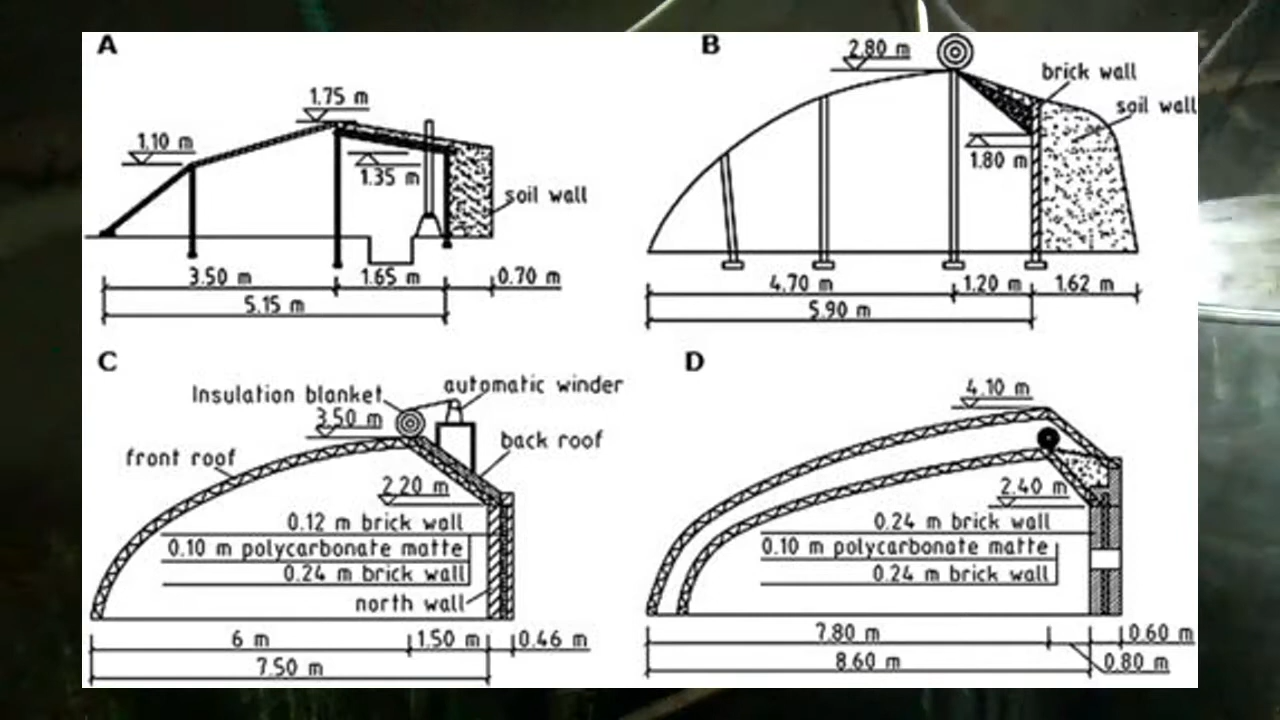 A
1.75 m
1.10 m
1.35 m
soil wall
3.50 m
1.65 m
0.70 m
5.15 m
B
2.80 m
brick wall
soil wall
1.80 m
4.70 m
1.20 m
1.62 m
5.90 m
C
Insulation blanket
automatic winder
3.50 m
back roof
front roof
2.20 m
0.12 m brick wall
0.10 m polycarbonate matte
0.24 m brick wall
north wall
6 m
1.50 m
0.46 m
7.50 m
D
4.10 m
2.40 m
0.24 m brick wall
0.10 m polycarbonate matte
0.24 m brick wall
7.80 m
0.60 m
8.60 m
0.80 m